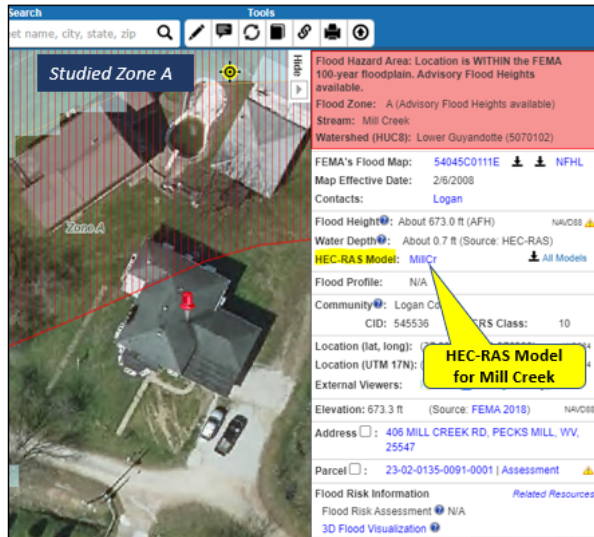 Search
Tools
eet name, city, state, zip
Studied Zone A
Hide
Zone A
Flood Hazard Area: Location is WITHIN the FEMA
100-year floodplain. Advisory Flood Heights
available.
Flood Zone: A (Advisory Flood Heights available)
Stream: Mill Creek
Watershed (HUC8): Lower Guyandotte (5070102)
FEMA's Flood Map: 54045C0111E NFHL
Map Effective Date: 2/6/2008
Contacts: Logan
Flood Height?: About 673.0 ft (AFH) NAVD88
Water Depth?: About 0.7 ft (Source: HEC-RAS)
HEC-RAS Model: MillCr All Models
Flood Profile: N/A
Community?: Logan Co
CID: 545536 CRS Class: 10
Location (lat, long):
Location (UTM 17N):
External Viewers:
HEC-RAS Model
for Mill Creek
Elevation: 673.3 ft (Source: FEMA 2018) NAVD88
Address : 406 MILL CREEK RD, PECKS MILL, WV,
25547
Parcel : 23-02-0135-0091-0001 | Assessment
Flood Risk Information Related Resources
Flood Risk Assessment ? N/A
3D Flood Visualization ?